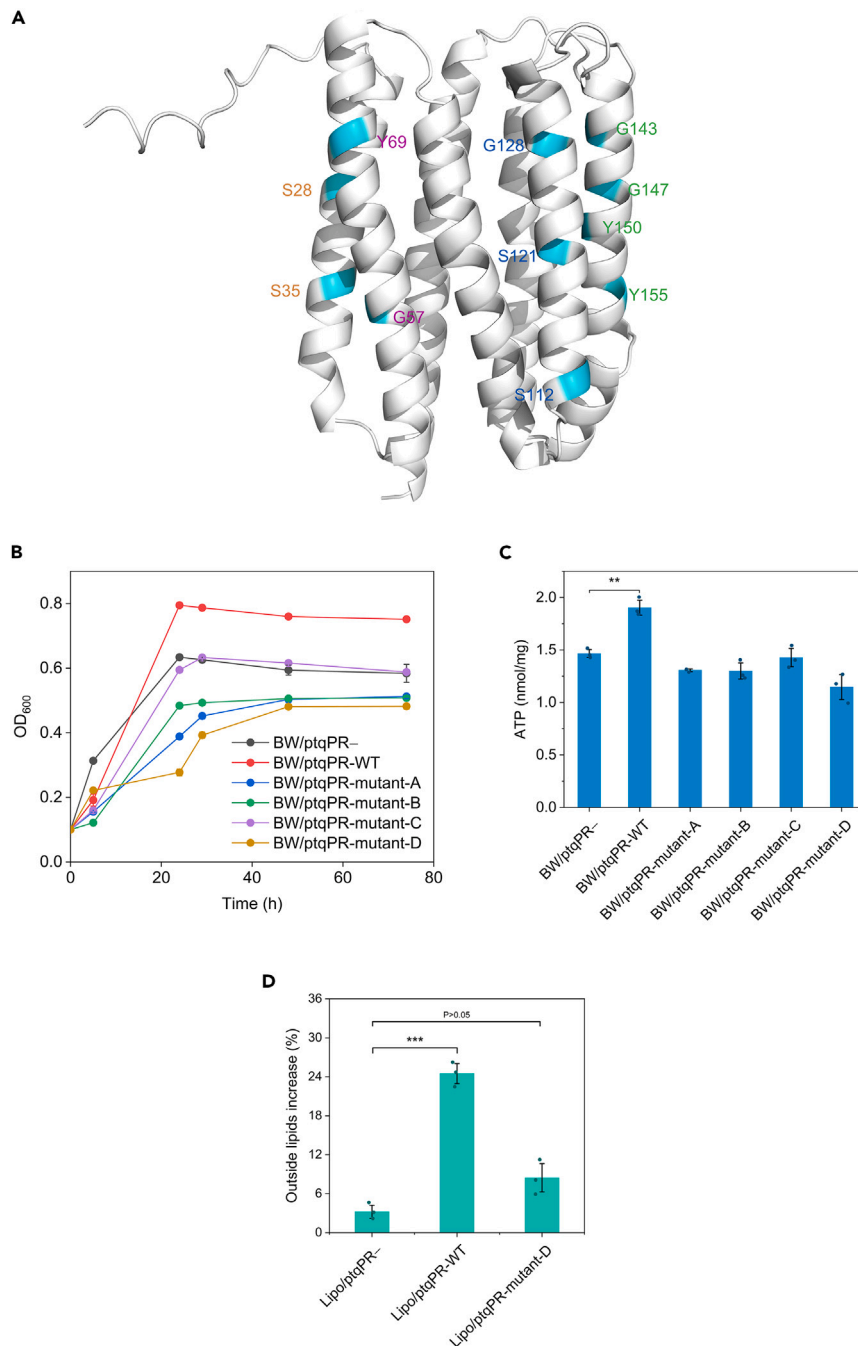 A
Y69
G128
G143
S28
G147
S121
Y150
S35
Y155
G57
S112
B
0.8
0.6
0.4
0.2
0.0
OD600
BW/ptqPR–
BW/ptqPR-WT
BW/ptqPR-mutant-A
BW/ptqPR-mutant-B
BW/ptqPR-mutant-C
BW/ptqPR-mutant-D
0 20 40 60 80
Time (h)
C
**
2.0
1.5
1.0
0.5
0.0
ATP (nmol/mg)
BW/ptqPR–
BW/ptqPR-WT
BW/ptqPR-mutant-A
BW/ptqPR-mutant-B
BW/ptqPR-mutant-C
BW/ptqPR-mutant-D
D
36
30
24
18
12
6
0
Outside lipids increase (%)
P>0.05
***
Lipo/ptqPR–
Lipo/ptqPR-WT
Lipo/ptqPR-mutant-D